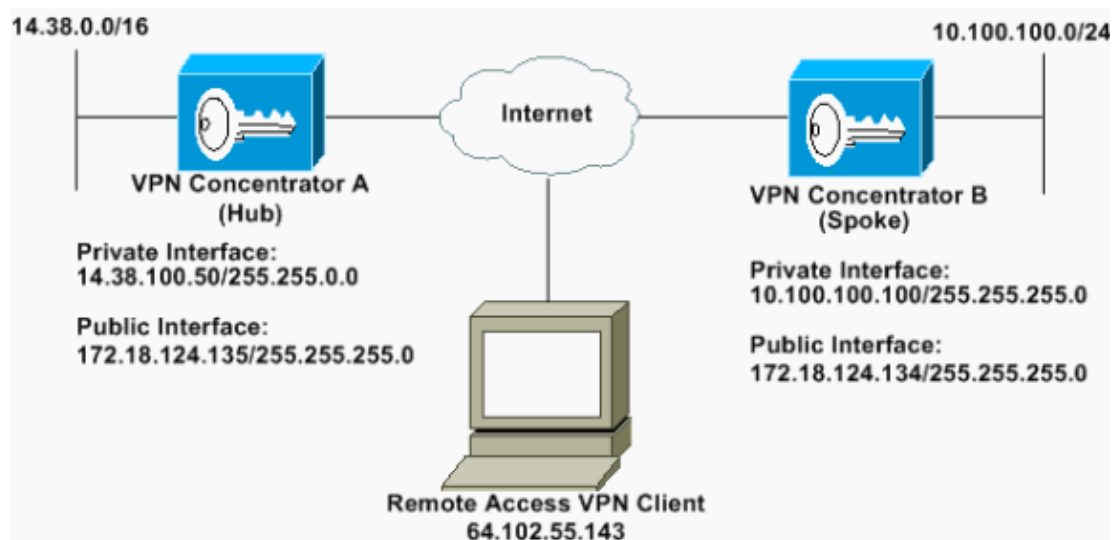 14.38.0.0/16
10.100.100.0/24
Internet
VPN Concentrator A
(Hub)
Private Interface:
14.38.100.50/255.255.0.0
Public Interface:
172.18.124.135/255.255.255.0
VPN Concentrator B
(Spoke)
Private Interface:
10.100.100.100/255.255.255.0
Public Interface:
172.18.124.134/255.255.255.0
Remote Access VPN Client
64.102.55.143